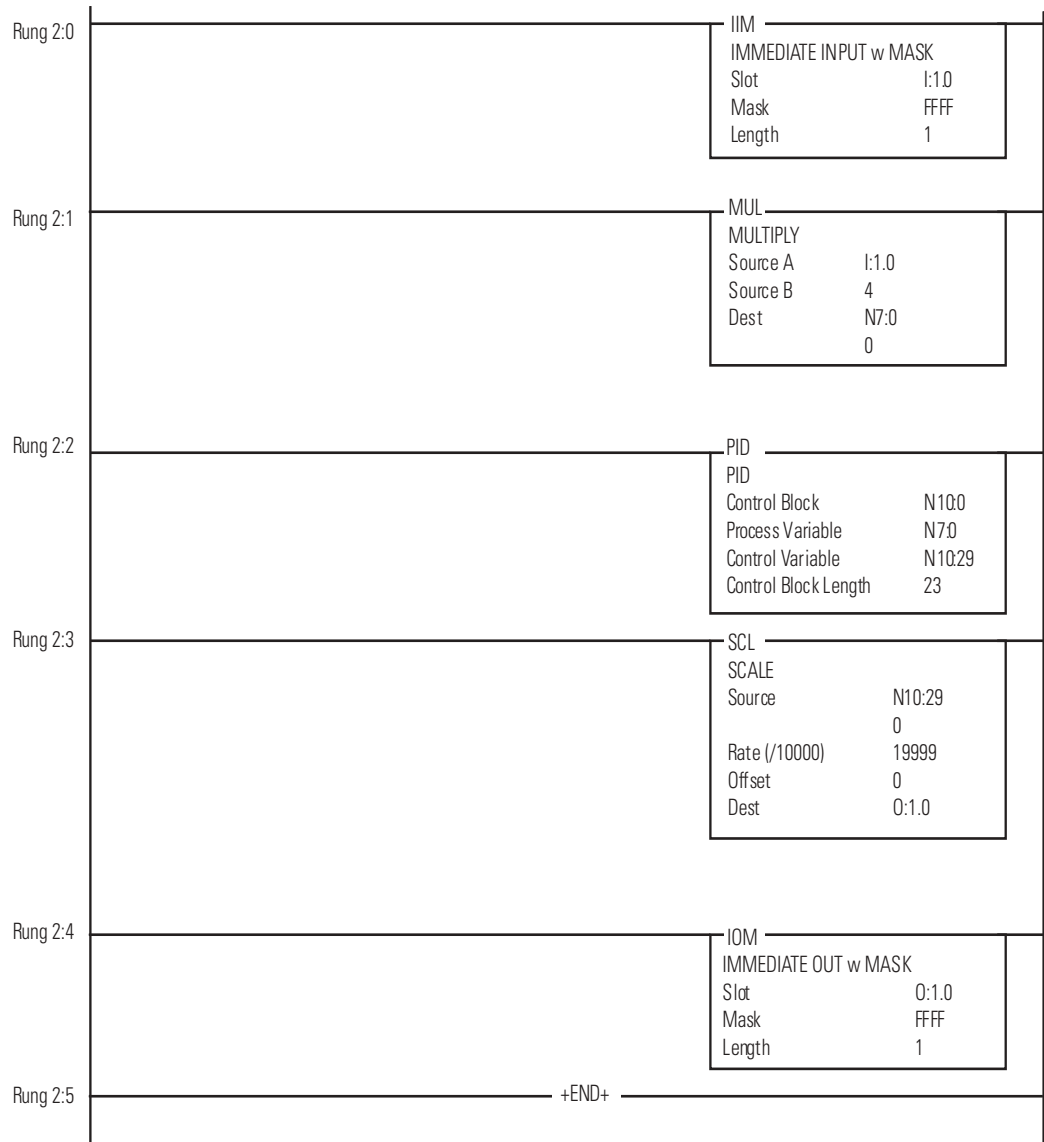 Rung 2:0
IIM
IMMEDIATE INPUT w MASK
Slot I:1.0
Mask FFFF
Length 1
Rung 2:1
MUL
MULTIPLY
Source A I:1.0
Source B 4
Dest N7:0
0
Rung 2:2
PID
PID
Control Block N10:0
Process Variable N7:0
Control Variable N10:29
Control Block Length 23
Rung 2:3
SCL
SCALE
Source N10:29
0
Rate (/10000) 19999
Offset 0
Dest O:1.0
Rung 2:4
IOM
IMMEDIATE OUT w MASK
Slot O:1.0
Mask FFFF
Length 1
Rung 2:5 +END+